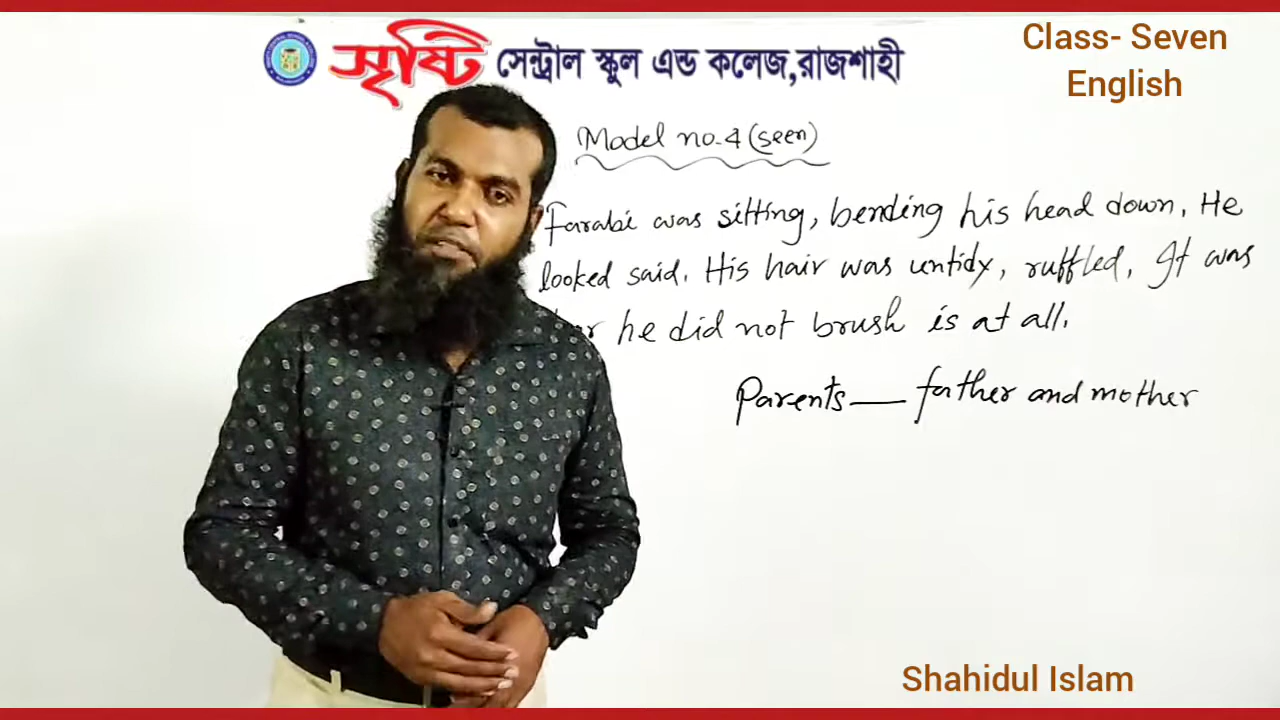 সৃষ্টি সেন্ট্রাল স্কুল এন্ড কলেজ,রাজশাহী
Class- Seven
English
Model no-4 (seen)
Farabi was sitting, bending his head down. He
looked said. His hair was untidy, ruffled. It was
he did not brush is at all.
Parents — father and mother
Shahidul Islam